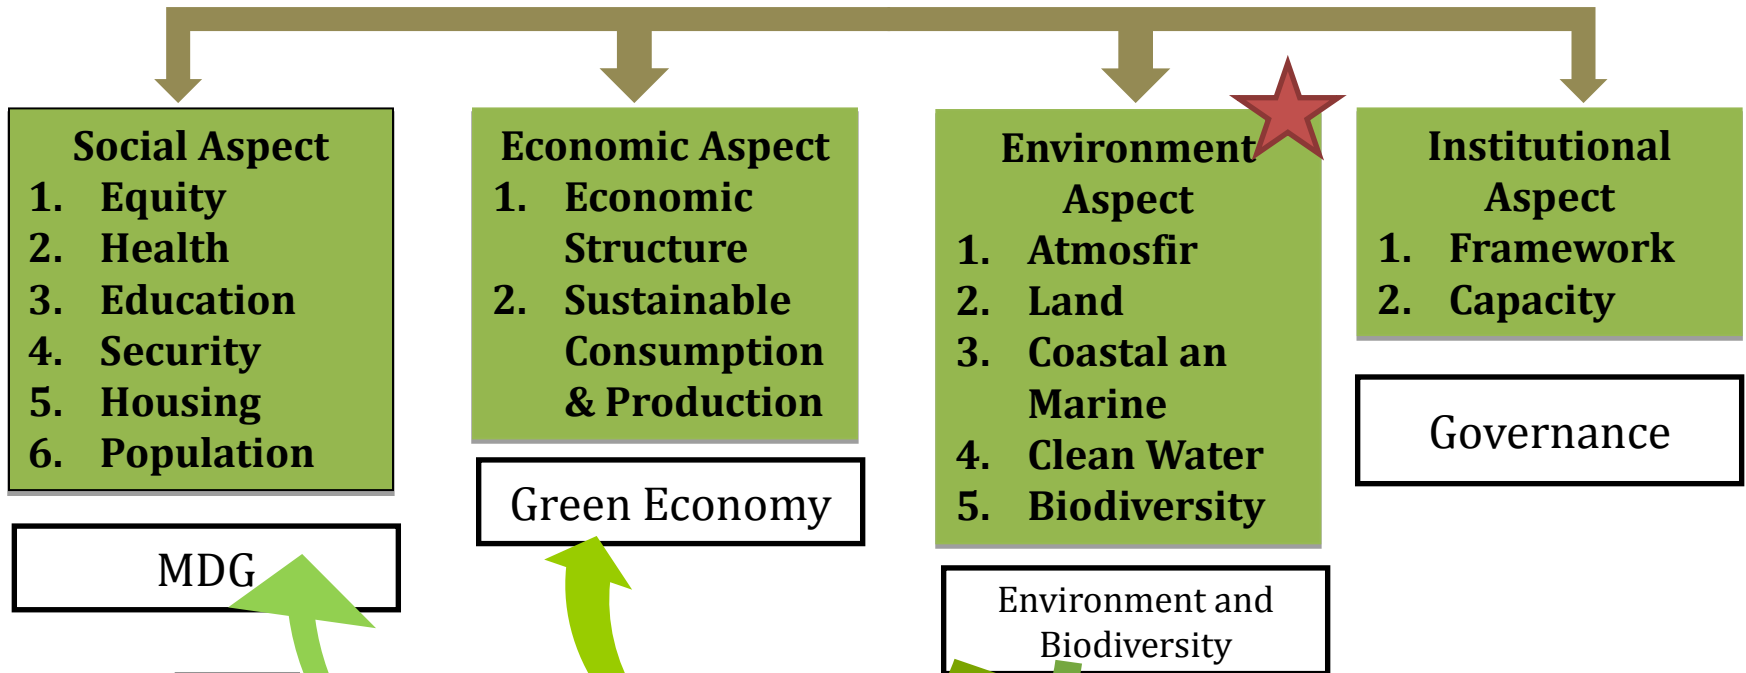 Social Aspect
1. Equity
2. Health
3. Education
4. Security
5. Housing
6. Population
MDG
Economic Aspect
1. Economic
Structure
2. Sustainable
Consumption
& Production
Green Economy
Environment
Aspect
1. Atmosfir
2. Land
3. Coastal an
Marine
4. Clean Water
5. Biodiversity
Environment and
Biodiversity
Institutional
Aspect
1. Framework
2. Capacity
Governance